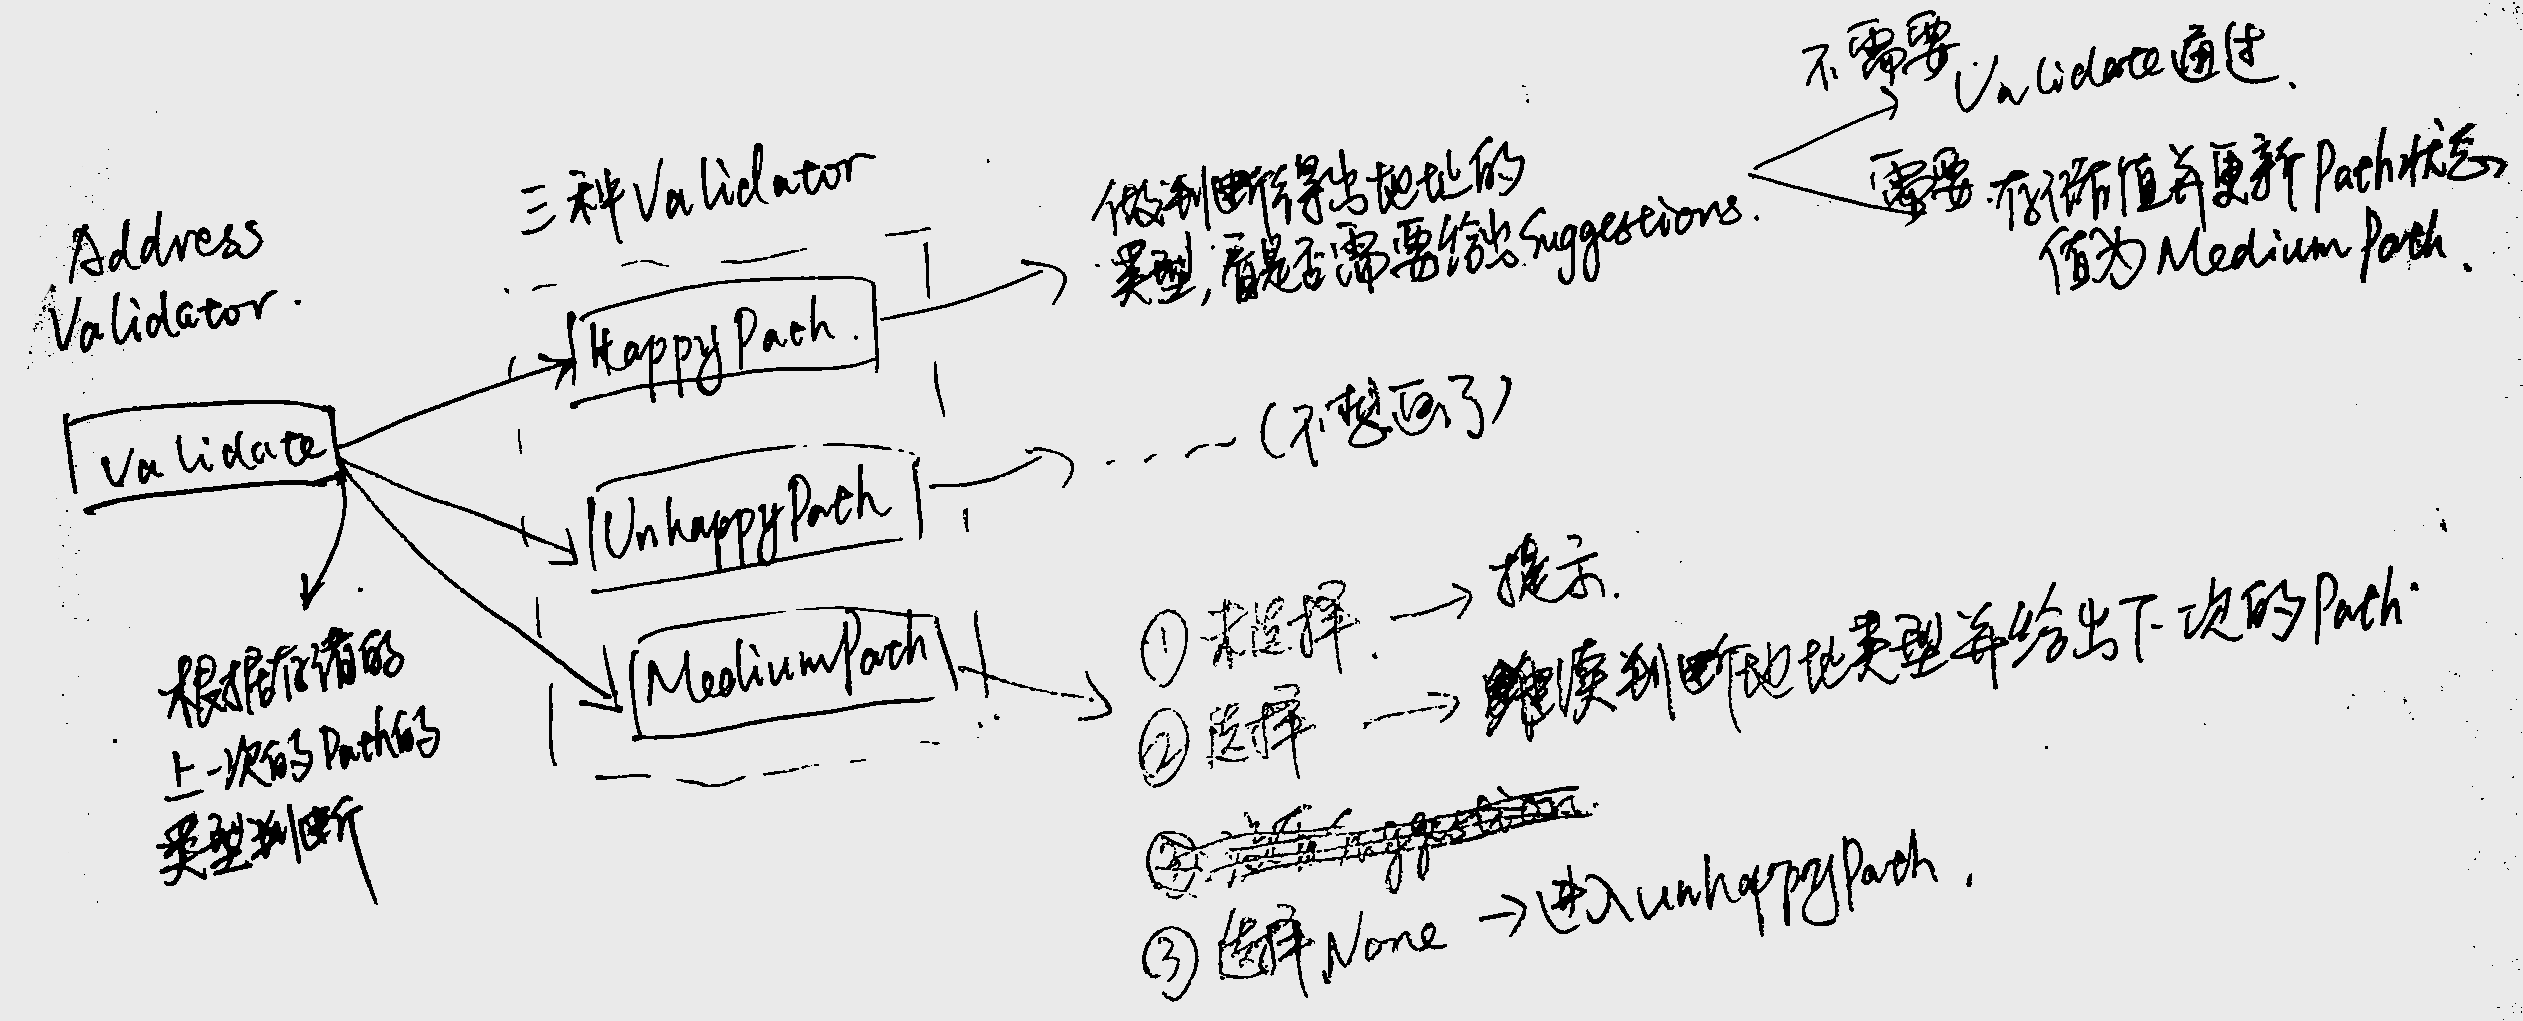 Address
Validator.
Validate
根据存储的
上一次的Path的
类型判断
三种Validator
HappyPath.
UnhappyPath
MediumPath
做判断得出地址的
类型,看是否需要给出Suggestions.
不需要
Validate通过.
需要
存储值并更新Path状态
值为MediumPath.
……(不想画了)
①未选择. → 提示.
②选择 → 继续判断地址类型并给出下一次的Path.
③选择None → 进入unhappyPath.